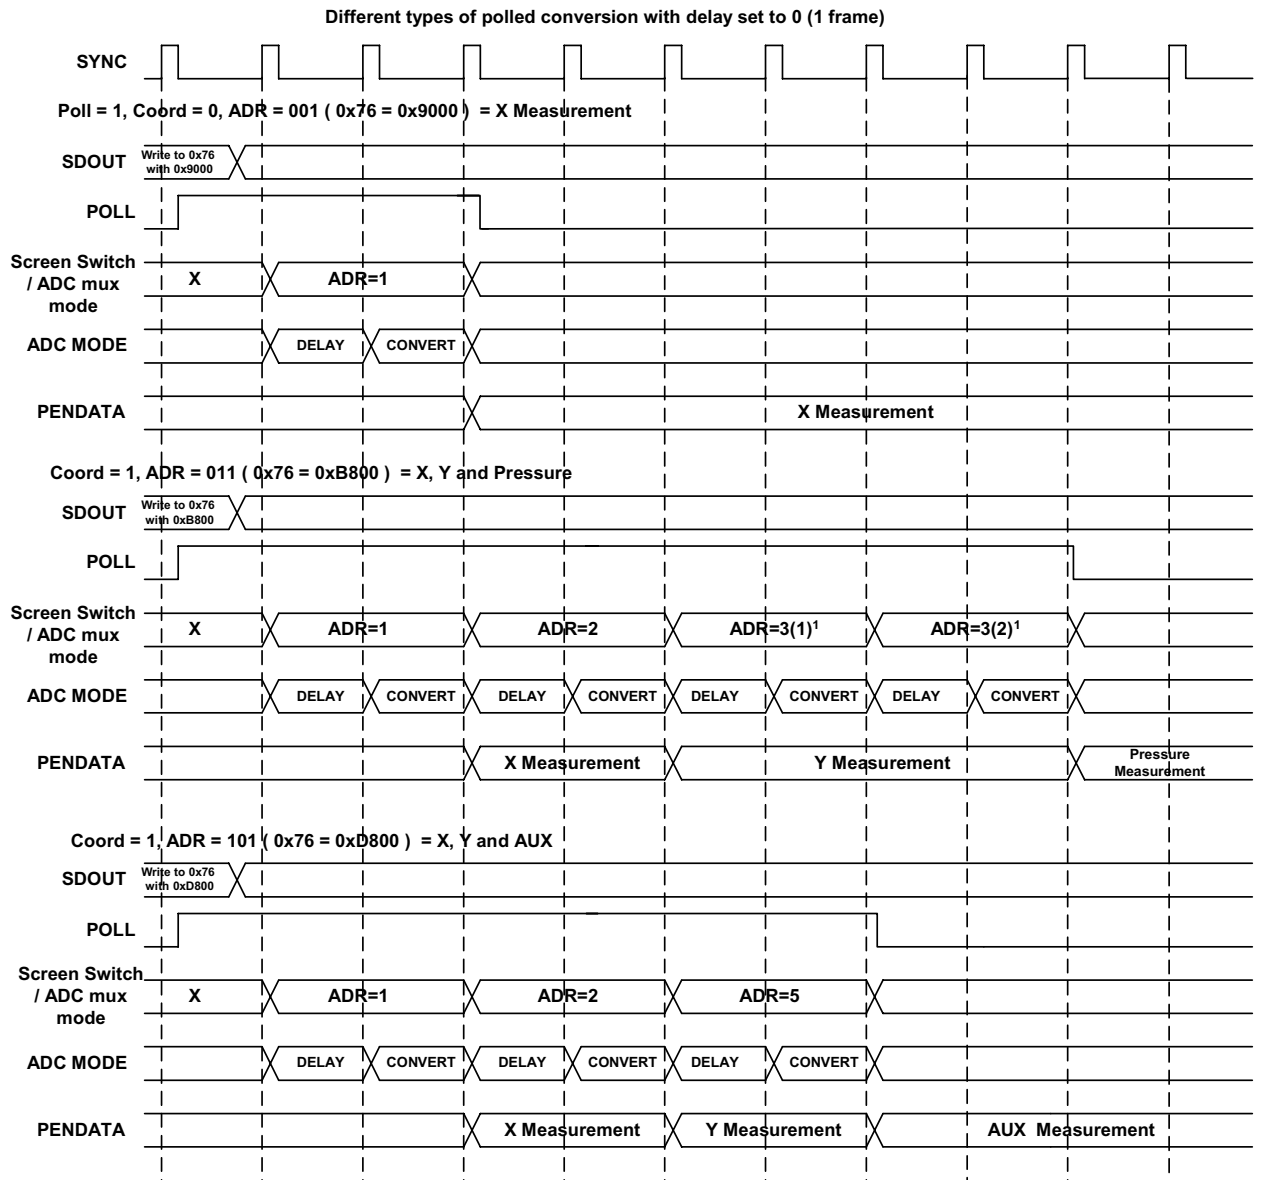 Different types of polled conversion with delay set to 0 (1 frame)
SYNC
Poll = 1, Coord = 0, ADR = 001 ( 0x76 = 0x9000 )  = X Measurement
SDOUT
Write to 0x76
with 0x9000
POLL
Screen Switch
/ ADC mux
mode
X
ADR=1
ADC MODE
DELAY
CONVERT
PENDATA
X Measurement
Coord = 1, ADR = 011 ( 0x76 = 0xB800 )  = X, Y and Pressure
SDOUT
Write to 0x76
with 0xB800
POLL
Screen Switch
/ ADC mux
mode
X
ADR=1
ADR=2
ADR=3(1)¹
ADR=3(2)¹
ADC MODE
DELAY
CONVERT
DELAY
CONVERT
DELAY
CONVERT
DELAY
CONVERT
PENDATA
X Measurement
Y Measurement
Pressure
Measurement
Coord = 1, ADR = 101 ( 0x76 = 0xD800 )  = X, Y and AUX
SDOUT
Write to 0x76
with 0xD800
POLL
Screen Switch
/ ADC mux
mode
X
ADR=1
ADR=2
ADR=5
ADC MODE
DELAY
CONVERT
DELAY
CONVERT
DELAY
CONVERT
PENDATA
X Measurement
Y Measurement
AUX  Measurement